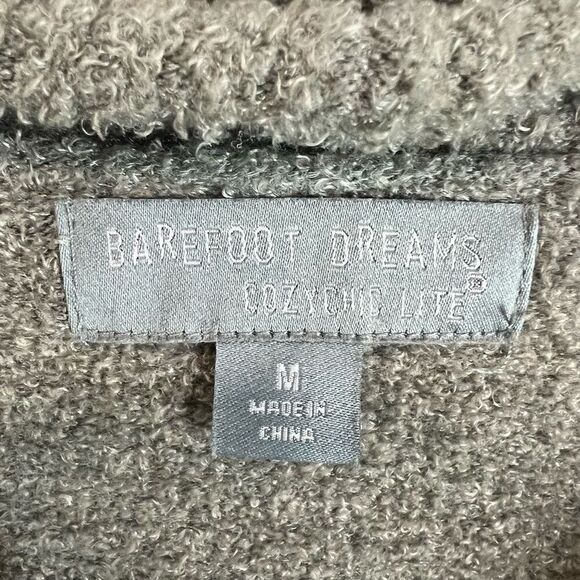 BAREFOOT DREAMS
COZYCHIC LITE®
M
MADE IN
CHINA